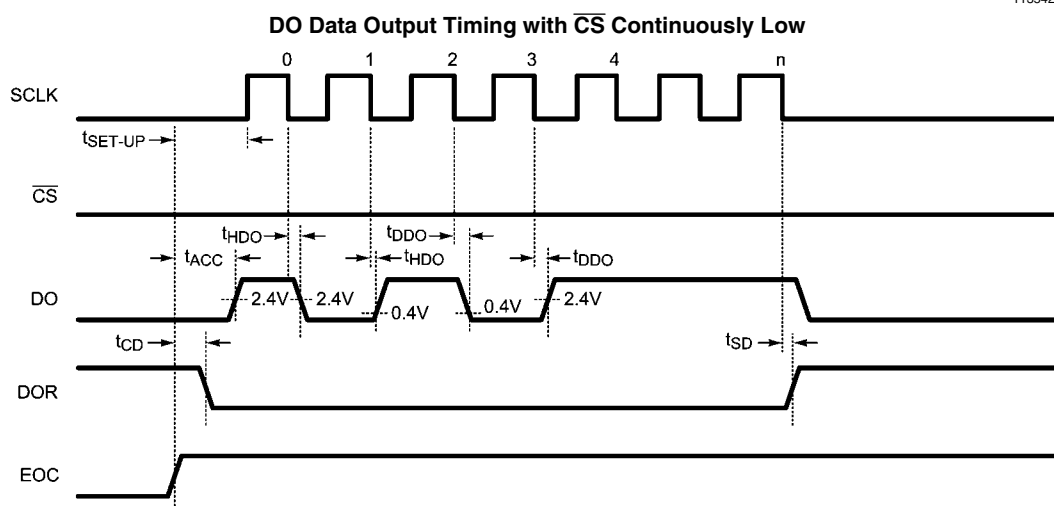 DO Data Output Timing with CS Continuously Low
0 1 2 3 4 n
SCLK
tSET-UP
CS
tHDO tDDO
tACC tHDO tDDO
DO 2.4V 2.4V 0.4V 0.4V 2.4V
tCD tSD
DOR
EOC